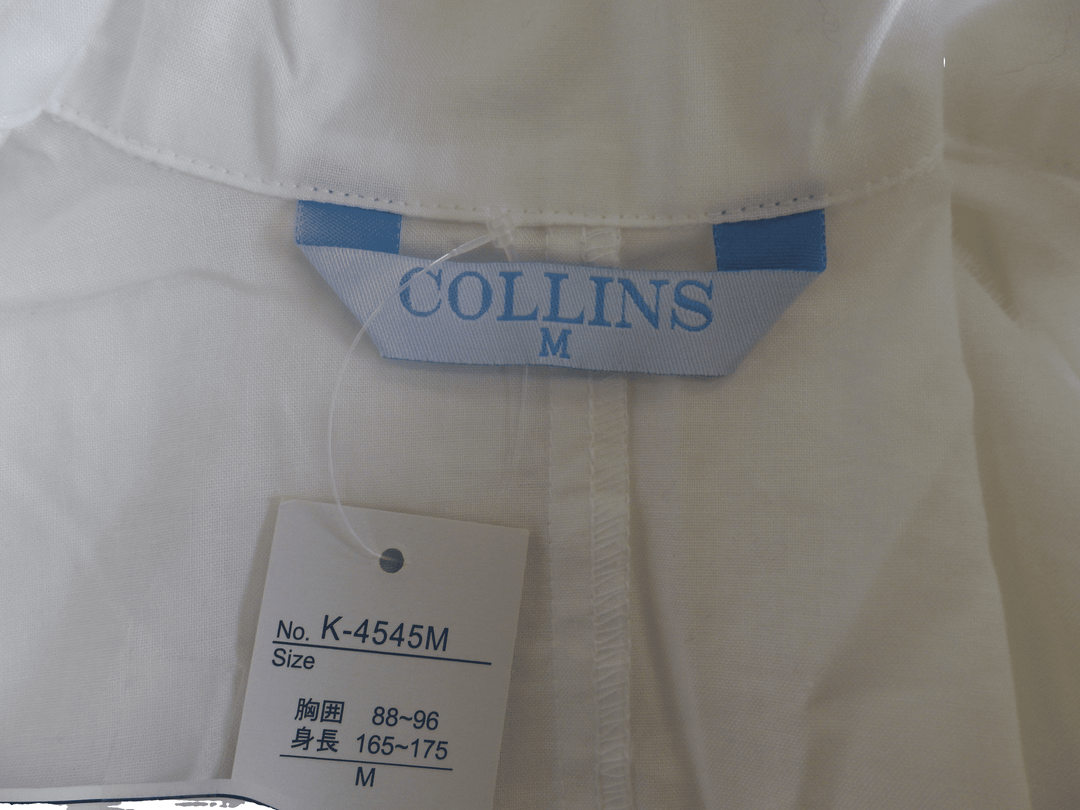 COLLINS
M
No. K-4545M
Size
胸囲 88~96
身長 165~175
M